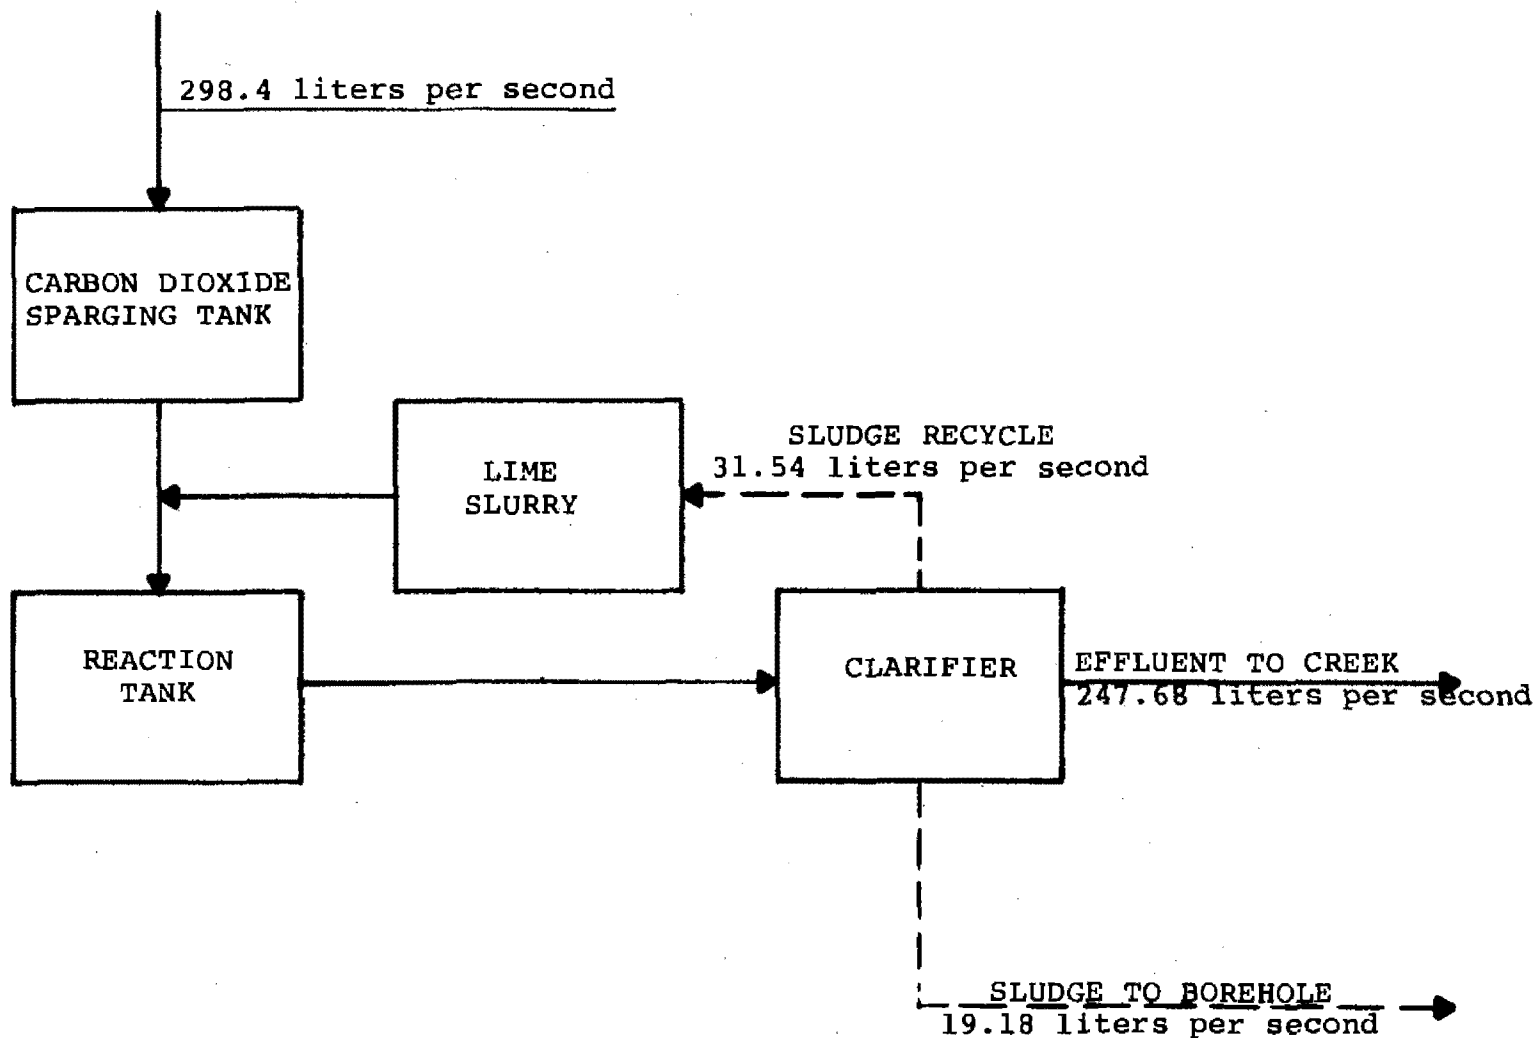 298.4 liters per second
CARBON DIOXIDE
SPARGING TANK
LIME
SLURRY
SLUDGE RECYCLE
31.54 liters per second
REACTION
TANK
CLARIFIER
EFFLUENT TO CREEK
247.68 liters per second
SLUDGE TO BOREHOLE
19.18 liters per second